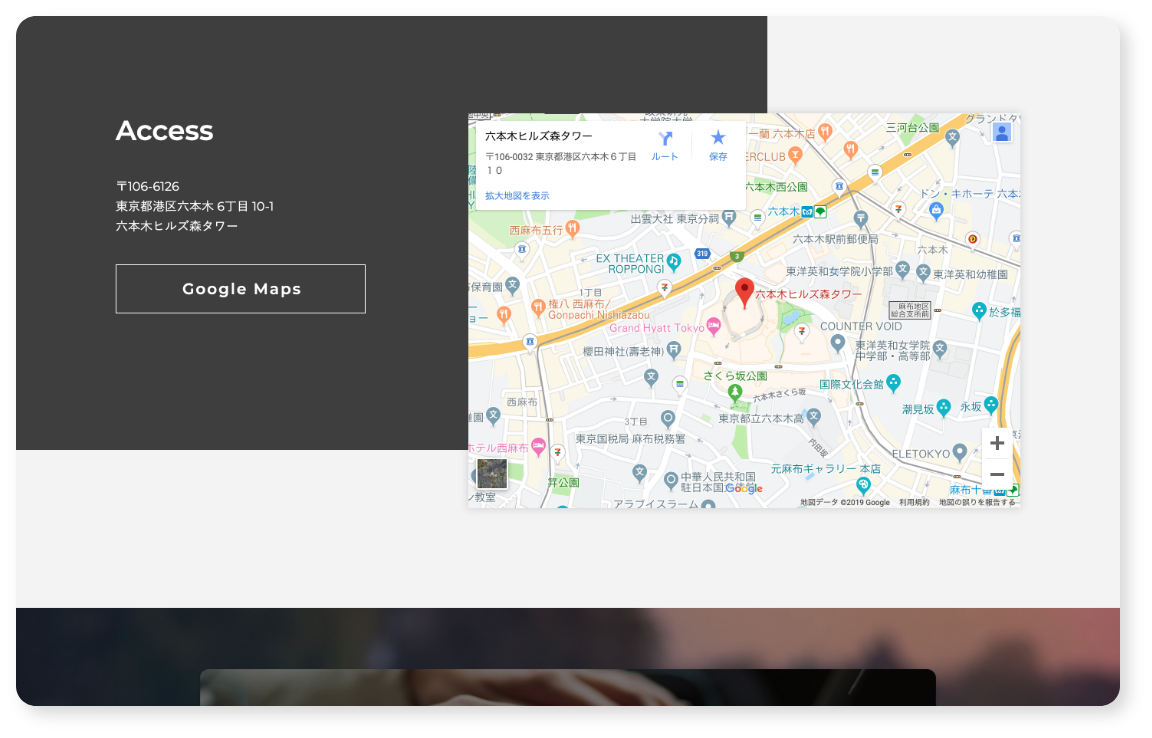 Access
〒106-6126
東京都港区六本木 6丁目 10-1
六本木ヒルズ森タワー
Google Maps
六本木ヒルズ森タワー
〒106-0032 東京都港区六本木６丁目
１０
ルート
保存
拡大地図を表示
一蘭 六本木店
三河台公園
グランドタ
ERCLUB
六本木西公園
ドン・キホーテ 六本
六本木
出雲大社 東京分祠
西麻布五行
六本木駅前郵便局
六本木
319
3
EX THEATER
ROPPONGI
東洋英和女学院小学部
東洋英和幼稚園
保育園
1丁目
六本木ヒルズ森タワー
権八 西麻布/
Gonpachi Nishiazabu
麻布地区
総合支所前
於多福
ョー
Grand Hyatt Tokyo
COUNTER VOID
櫻田神社(壽老神)
東洋英和女学院
中学部・高等部
さくら坂公園
国際文化会館
六本木さくら坂
西麻布
潮見坂
永坂
園
3丁目
東京都立六本木高
東京国税局 麻布税務署
内田坂
ホテル西麻布
ELETOKYO
元麻布ギャラリー 本店
中華人民共和国
駐日本国
Google
笄公園
ン教室
麻布十番
アラブイスラーム
地図データ ©2019 Google
利用規約
地図の誤りを報告する